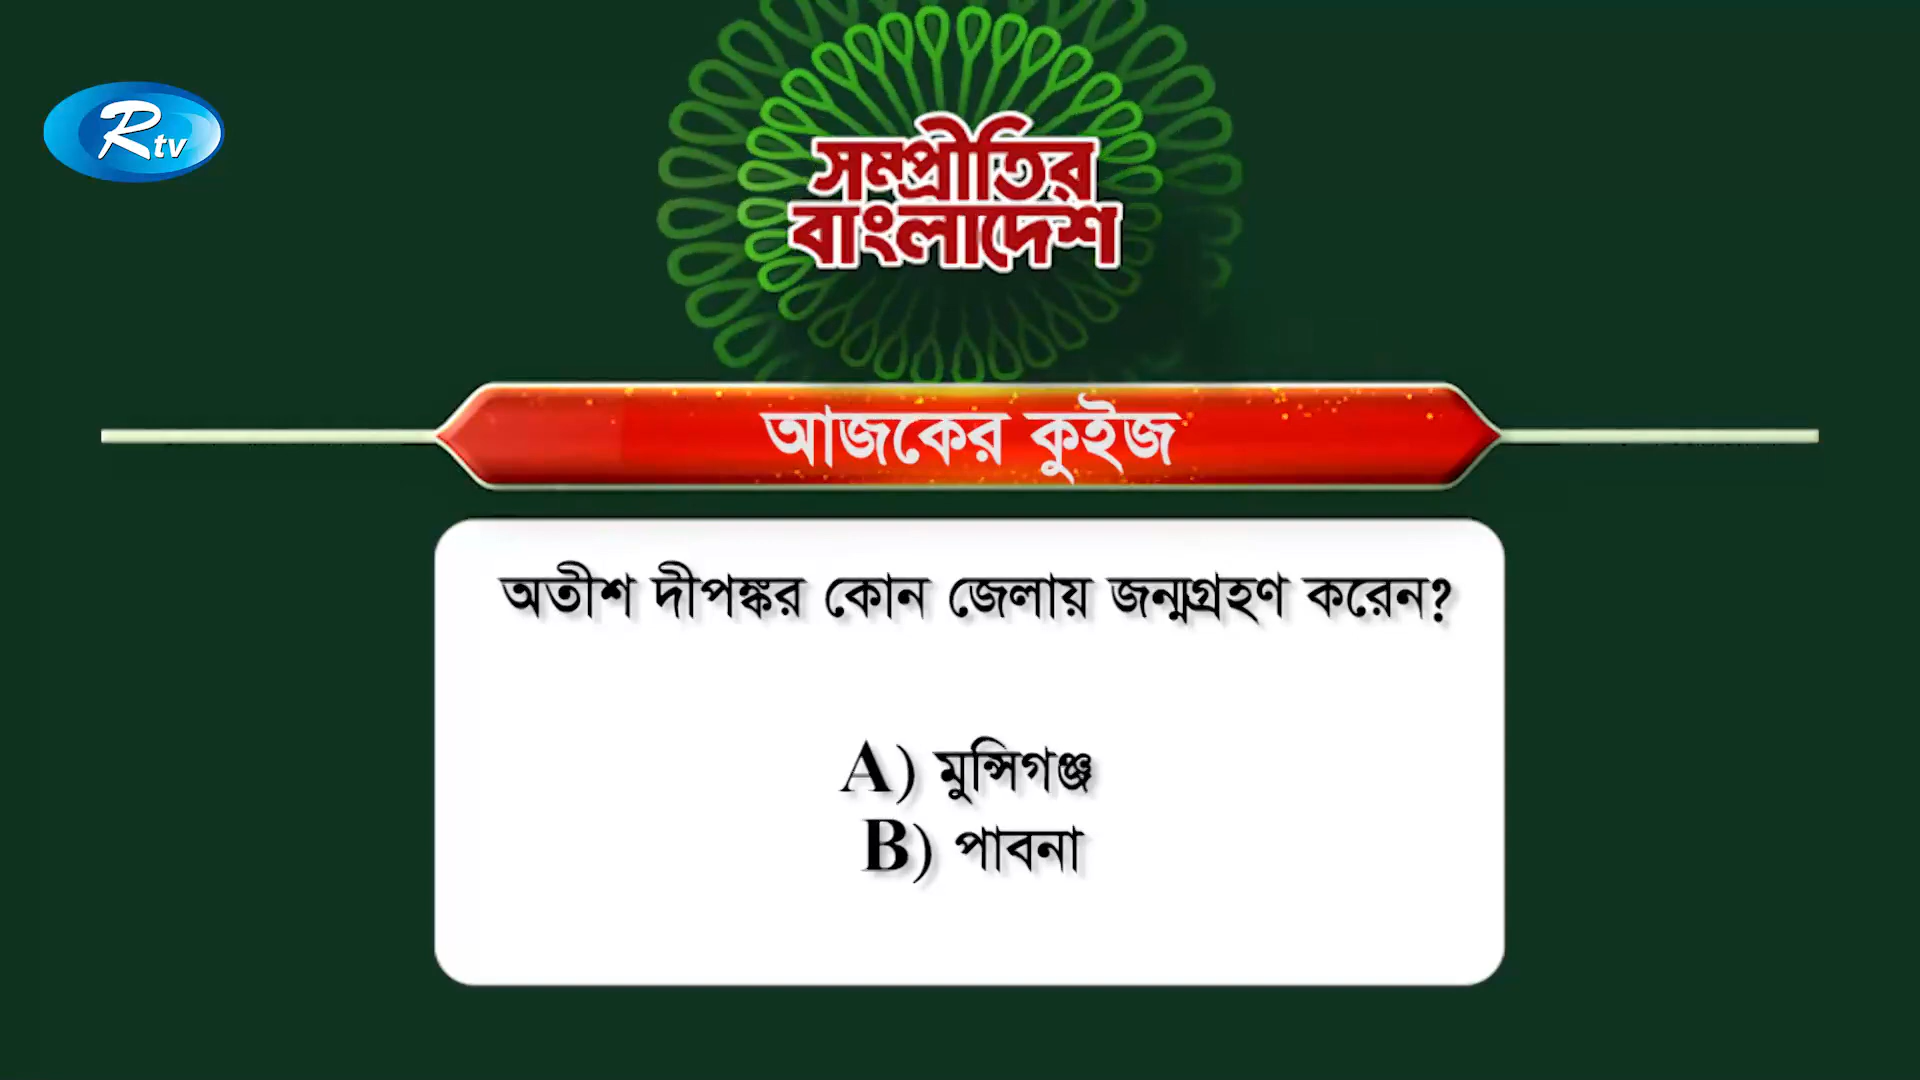 Rtv
সম্প্রীতির
বাংলাদেশ
আজকের কুইজ
অতীশ দীপঙ্কর কোন জেলায় জন্মগ্রহণ করেন?
A) মুন্সিগঞ্জ
B) পাবনা